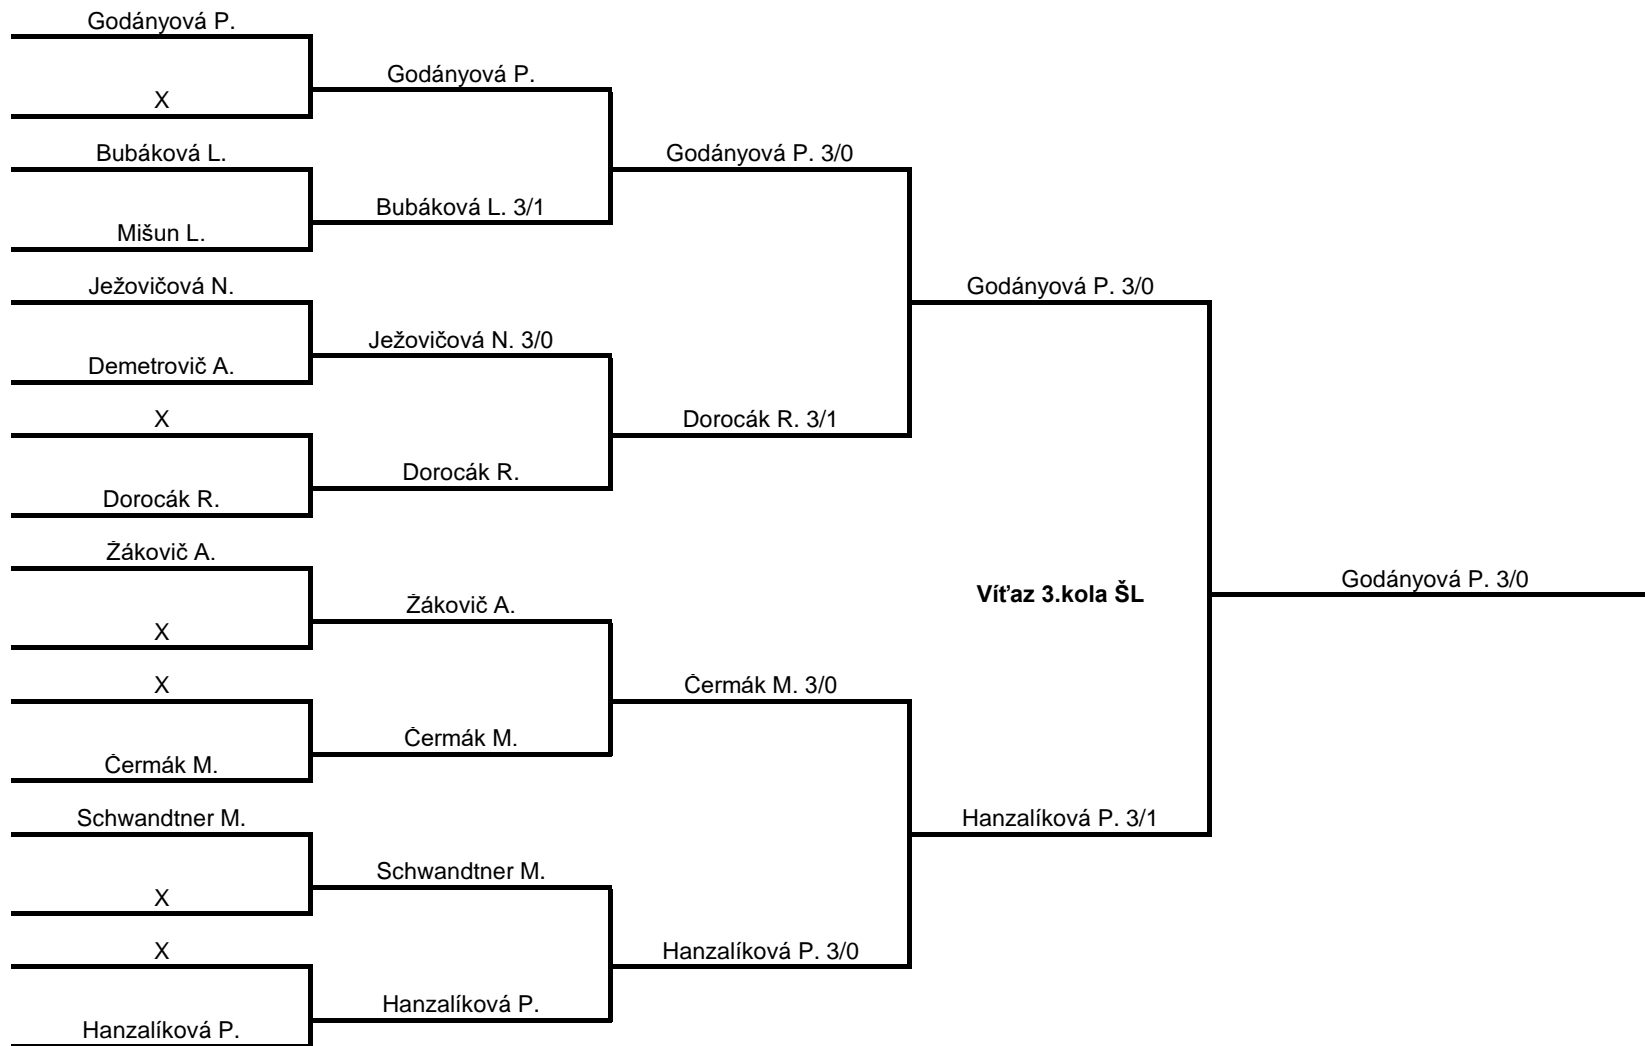 Godányová P.
Godányová P.
X
Bubáková L.
Godányová P. 3/0
Bubáková L. 3/1
Mišun L.
Ježovičová N.
Godányová P. 3/0
Ježovičová N. 3/0
Demetrovič A.
X
Dorocák R. 3/1
Dorocák R.
Dorocák R.
Žákovič A.
Víťaz 3.kola ŠL
Godányová P. 3/0
Žákovič A.
X
X
Čermák M. 3/0
Čermák M.
Čermák M.
Schwandtner M.
Hanzalíková P. 3/1
Schwandtner M.
X
X
Hanzalíková P. 3/0
Hanzalíková P.
Hanzalíková P.